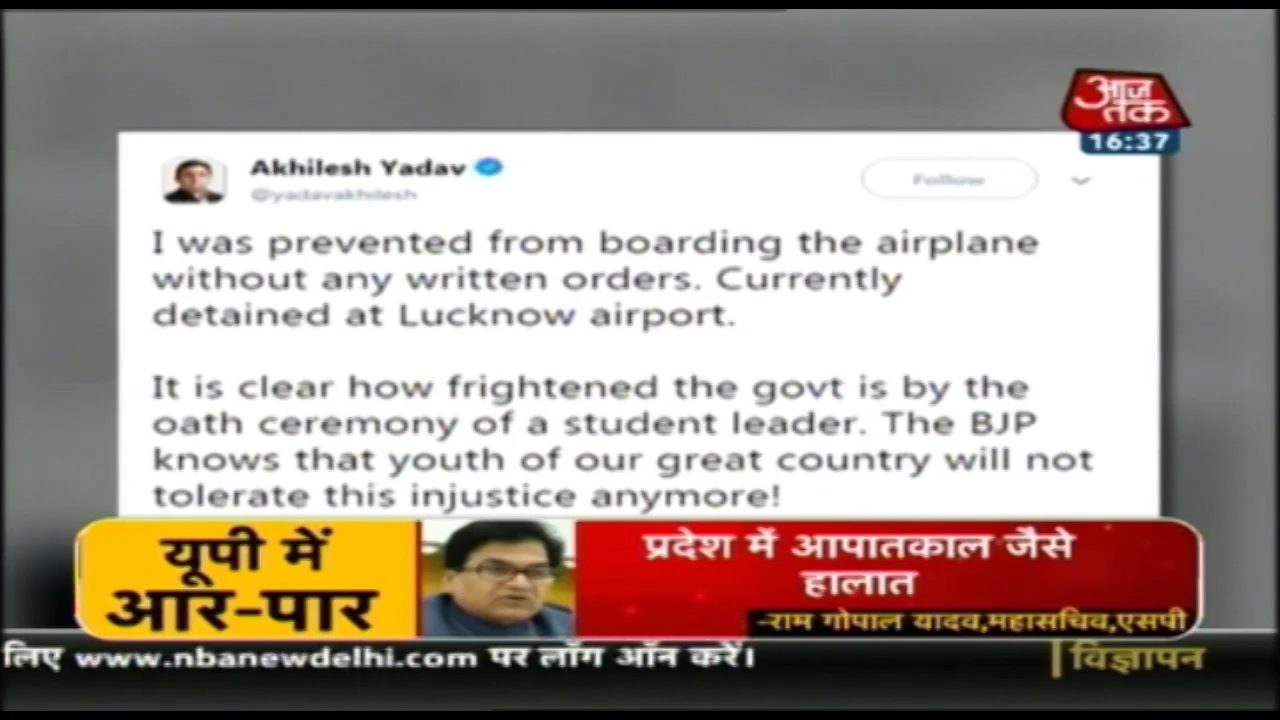 आज
तक
16:37
Akhilesh Yadav
@yadavakhilesh
Follow
I was prevented from boarding the airplane
without any written orders. Currently
detained at Lucknow airport.
It is clear how frightened the govt is by the
oath ceremony of a student leader. The BJP
knows that youth of our great country will not
tolerate this injustice anymore!
यूपी में
आर-पार
प्रदेश में आपातकाल जैसे
हालात
-राम गोपाल यादव,महासचिव,एसपी
लिए www.nbanewdelhi.com पर लॉग ऑन करें।
विज्ञापन